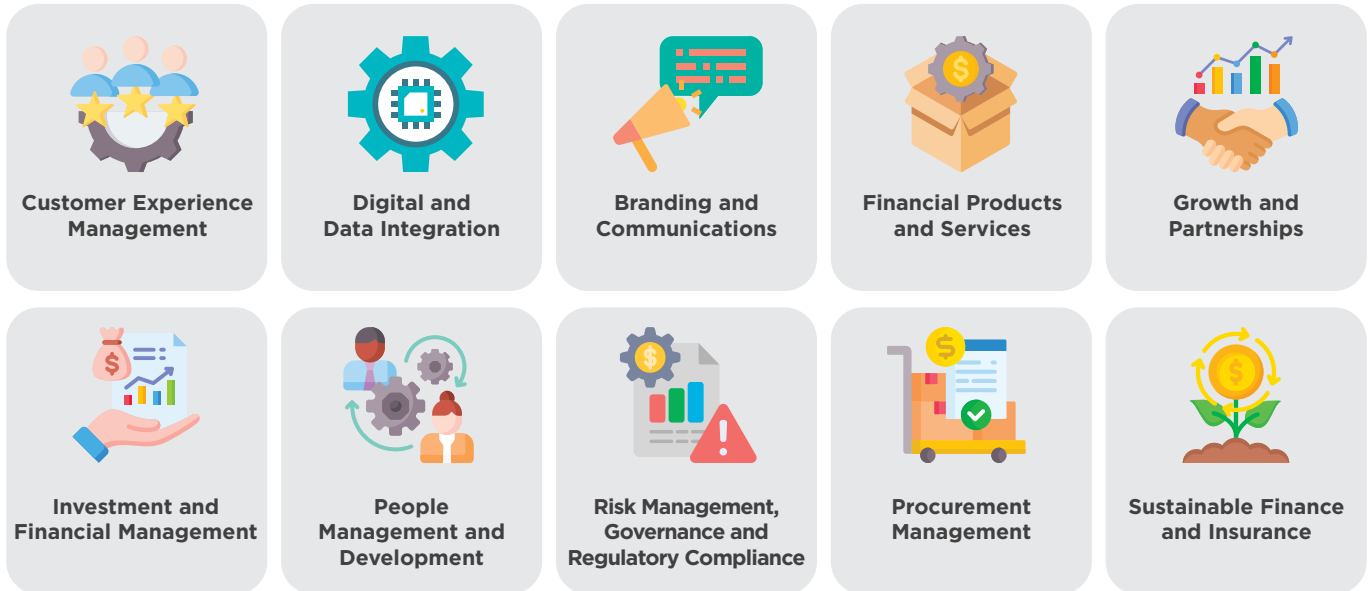 Customer Experience
Management
Digital and
Data Integration
Branding and
Communications
Financial Products
and Services
Growth and
Partnerships
$
$
Investment and
Financial Management
People
Management and
Development
$
Risk Management,
Governance and
Regulatory Compliance
$
Procurement
Management
$
Sustainable Finance
and Insurance